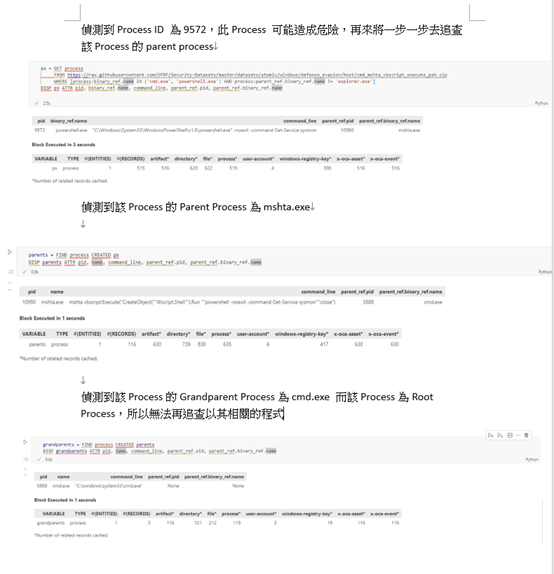 偵測到 Process ID 為 9572，此 Process 可能造成危險，再來將一步一步去追查
該 Process 的 parent process↓
ps = GET process
FROM https://raw.githubusercontent.com/OTRF/Security-Datasets/master/datasets/atomic/windows/defense_evasion/host/cmd_mshta_vbscript_execute_psh.zip
WHERE [process:binary_ref.name IN ('cmd.exe', 'powershell.exe') AND process:parent_ref.binary_ref.name != 'explorer.exe']
DISP ps ATTR pid, binary_ref.name, command_line, parent_ref.pid, parent_ref.binary_ref.name
Python
pid binary_ref.name command_line parent_ref.pid parent_ref.binary_ref.name
9572 powershell.exe "C:\Windows\System32\WindowsPowerShell\v1.0\powershell.exe" -noexit -command Get-Service sysmon 10980 mshta.exe
Block Executed in 3 seconds
VARIABLE TYPE #(ENTITIES) #(RECORDS) artifact* directory* file* process* user-account* windows-registry-key* x-oca-asset* x-oca-event*
ps process 1 515 516 620 622 519 4 398 516 516
*Number of related records cached.
偵測到該 Process 的 Parent Process 為 mshta.exe↓
↓
parents = FIND process CREATED ps
DISP parents ATTR pid, name, command_line, parent_ref.pid, parent_ref.binary_ref.name
Python
pid name command_line parent_ref.pid parent_ref.binary_ref.name
10980 mshta.exe mshta vbscript:Execute("CreateObject(""Wscript.Shell"").Run ""powershell -noexit -command Get-Service sysmon"":close") 5888 cmd.exe
Block Executed in 1 seconds
VARIABLE TYPE #(ENTITIES) #(RECORDS) artifact* directory* file* process* user-account* windows-registry-key* x-oca-asset* x-oca-event*
parents process 1 116 630 739 830 635 6 417 630 630
*Number of related records cached.
↓
偵測到該 Process 的 Grandparent Process 為 cmd.exe 而該 Process 為 Root
Process，所以無法再追查以其相關的程式
grandparents = FIND process CREATED parents
DISP grandparents ATTR pid, name, command_line, parent_ref.pid, parent_ref.binary_ref.name
Python
pid name command_line parent_ref.pid parent_ref.binary_ref.name
5888 cmd.exe "C:\windows\system32\cmd.exe" None None
Block Executed in 1 seconds
VARIABLE TYPE #(ENTITIES) #(RECORDS) artifact* directory* file* process* user-account* windows-registry-key* x-oca-asset* x-oca-event*
grandparents process 1 3 116 121 212 118 3 19 116 116
*Number of related records cached.